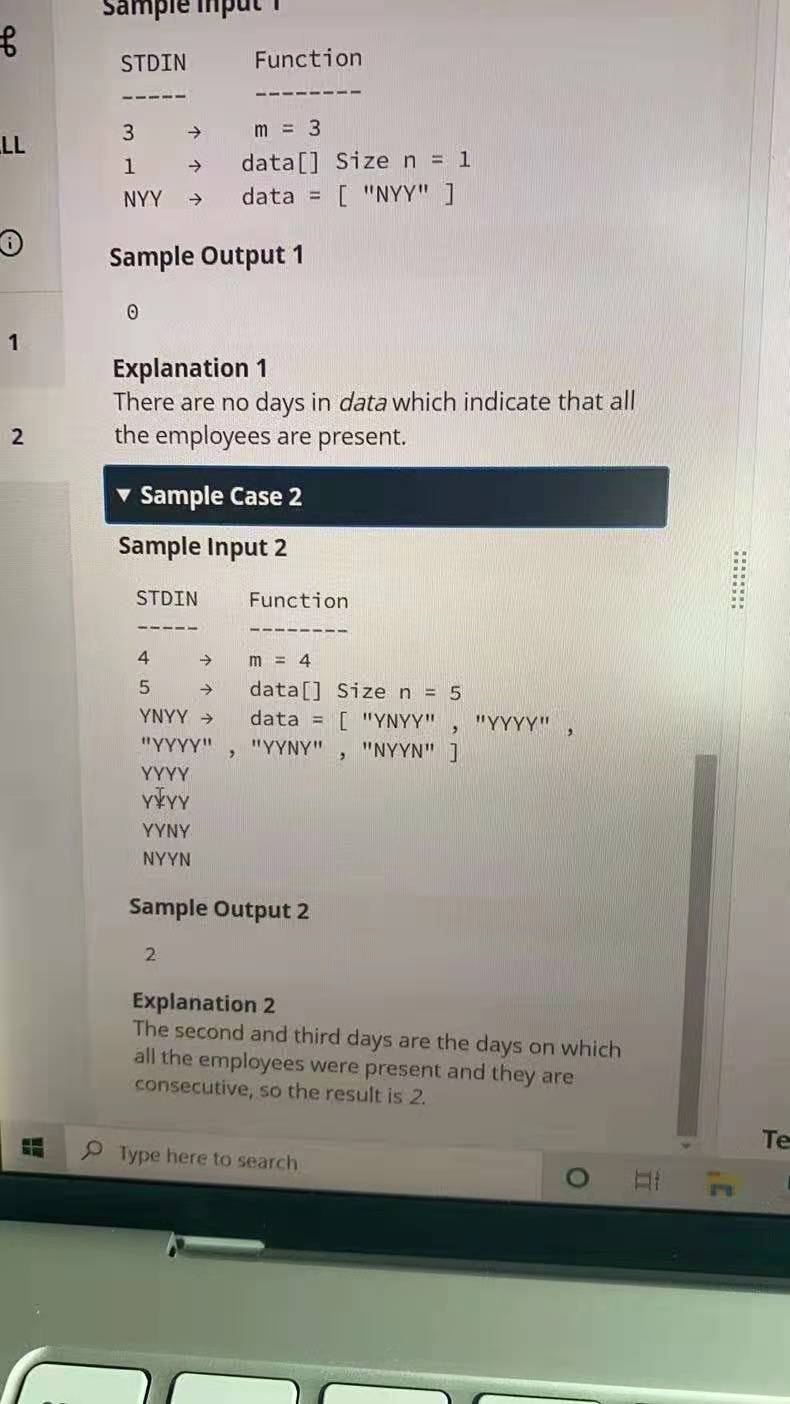 Sample Input 1
STDIN Function
----- --------
3 → m = 3
1 → data[] Size n = 1
NYY → data = [ "NYY" ]
Sample Output 1
0
Explanation 1
There are no days in data which indicate that all
the employees are present.
▼ Sample Case 2
Sample Input 2
STDIN Function
----- --------
4 → m = 4
5 → data[] Size n = 5
YNYY → data = [ "YNYY" , "YYYY" ,
"YYYY" , "YYNY" , "NYYN" ]
YYYY
YYYY
YYNY
NYYN
Sample Output 2
2
Explanation 2
The second and third days are the days on which
all the employees were present and they are
consecutive, so the result is 2.
LL
1
2
Te
Type here to search